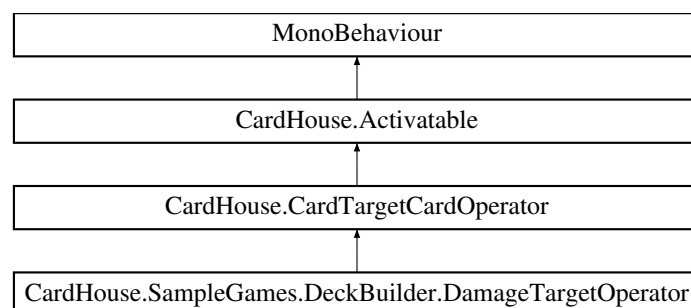 MonoBehaviour
CardHouse.Activatable
CardHouse.CardTargetCardOperator
CardHouse.SampleGames.DeckBuilder.DamageTargetOperator